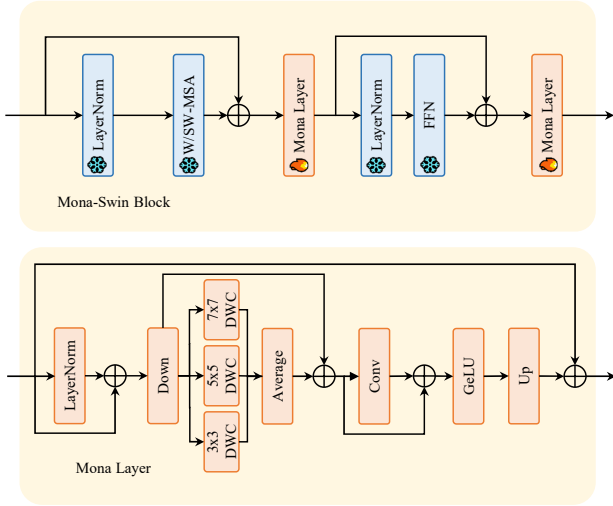 LayerNorm
W/SW-MSA
Mona Layer
LayerNorm
FFN
Mona Layer
Mona-Swin Block
LayerNorm
Down
7x7
DWC
5x5
DWC
3x3
DWC
Average
Conv
GeLU
Up
Mona Layer